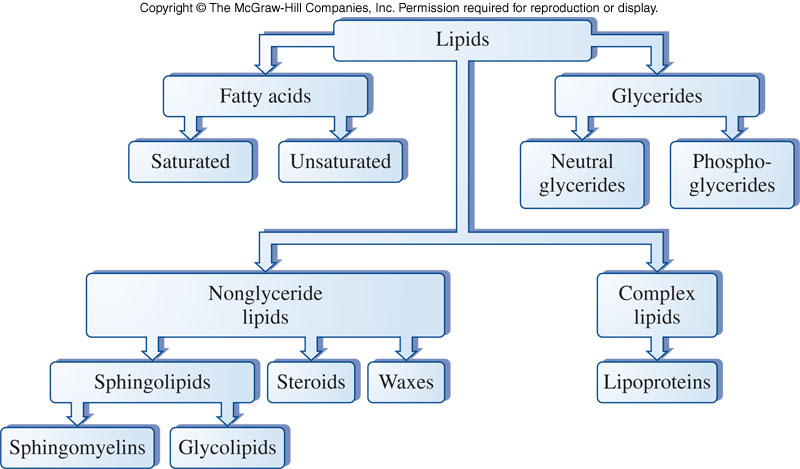 Copyright © The McGraw-Hill Companies, Inc. Permission required for reproduction or display.
Lipids
Fatty acids
Glycerides
Saturated
Unsaturated
Neutral
glycerides
Phospho-
glycerides
Nonglyceride
lipids
Complex
lipids
Sphingolipids
Steroids
Waxes
Lipoproteins
Sphingomyelins
Glycolipids